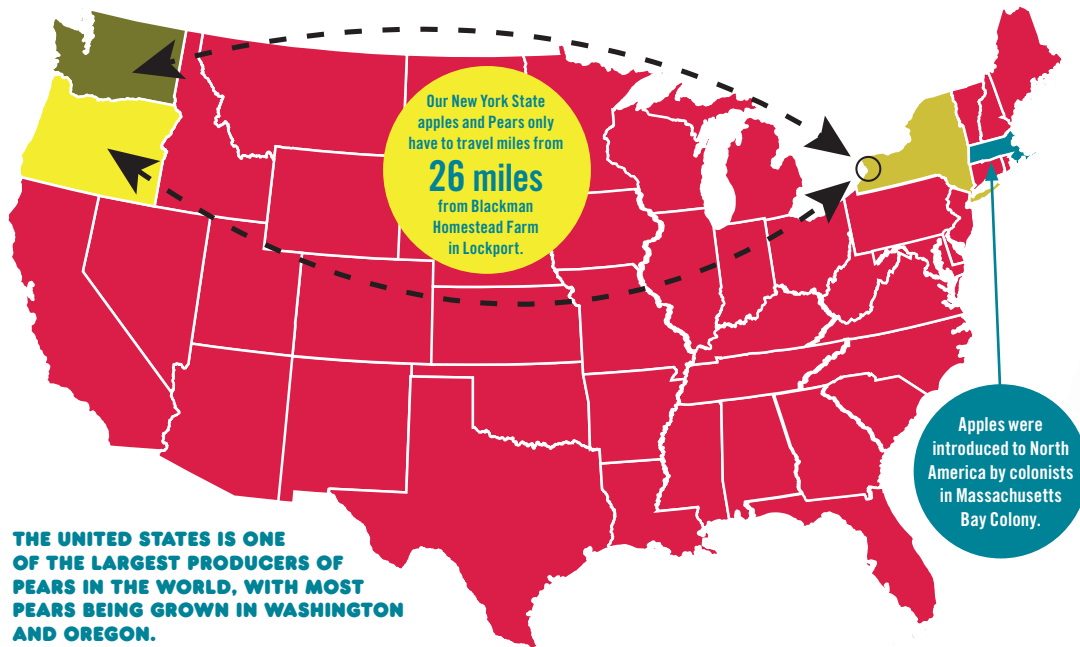 Our New York State
apples and Pears only
have to travel miles from
26 miles
from Blackman
Homestead Farm
in Lockport.
Apples were
introduced to North
America by colonists
in Massachusetts
Bay Colony.
THE UNITED STATES IS ONE
OF THE LARGEST PRODUCERS OF
PEARS IN THE WORLD, WITH MOST
PEARS BEING GROWN IN WASHINGTON
AND OREGON.